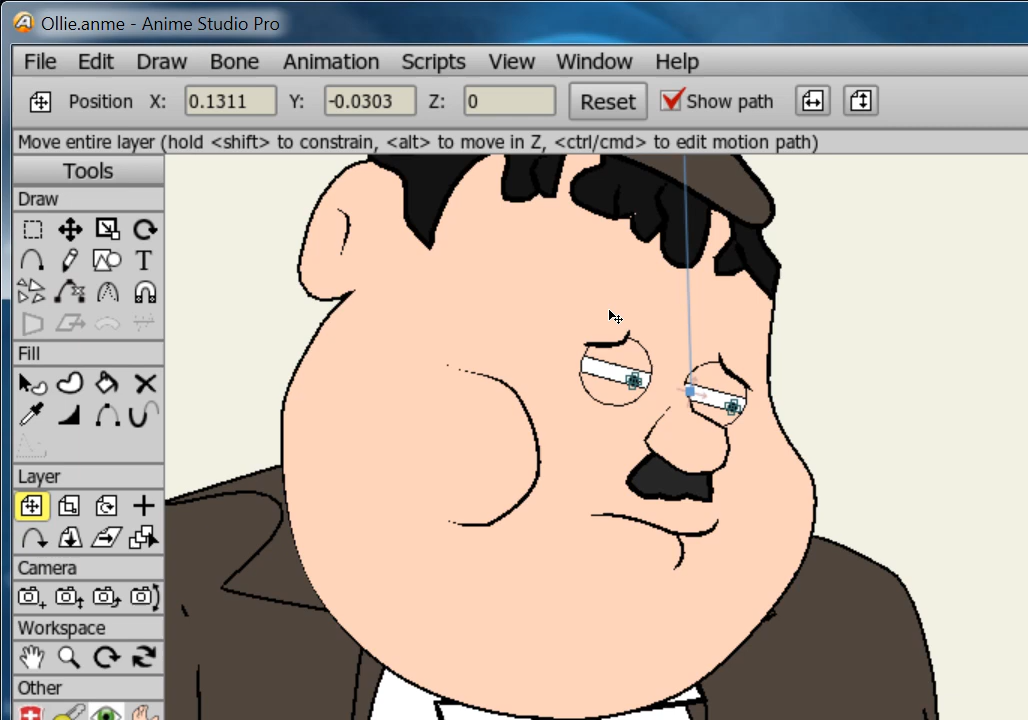 Ollie.anme - Anime Studio Pro
File Edit Draw Bone Animation Scripts View Window Help
Position X: 0.1311 Y: -0.0303 Z: 0 Reset Show path
Move entire layer (hold <shift> to constrain, <alt> to move in Z, <ctrl/cmd> to edit motion path)
Tools
Draw
T
Fill
Layer
Camera
Workspace
Other